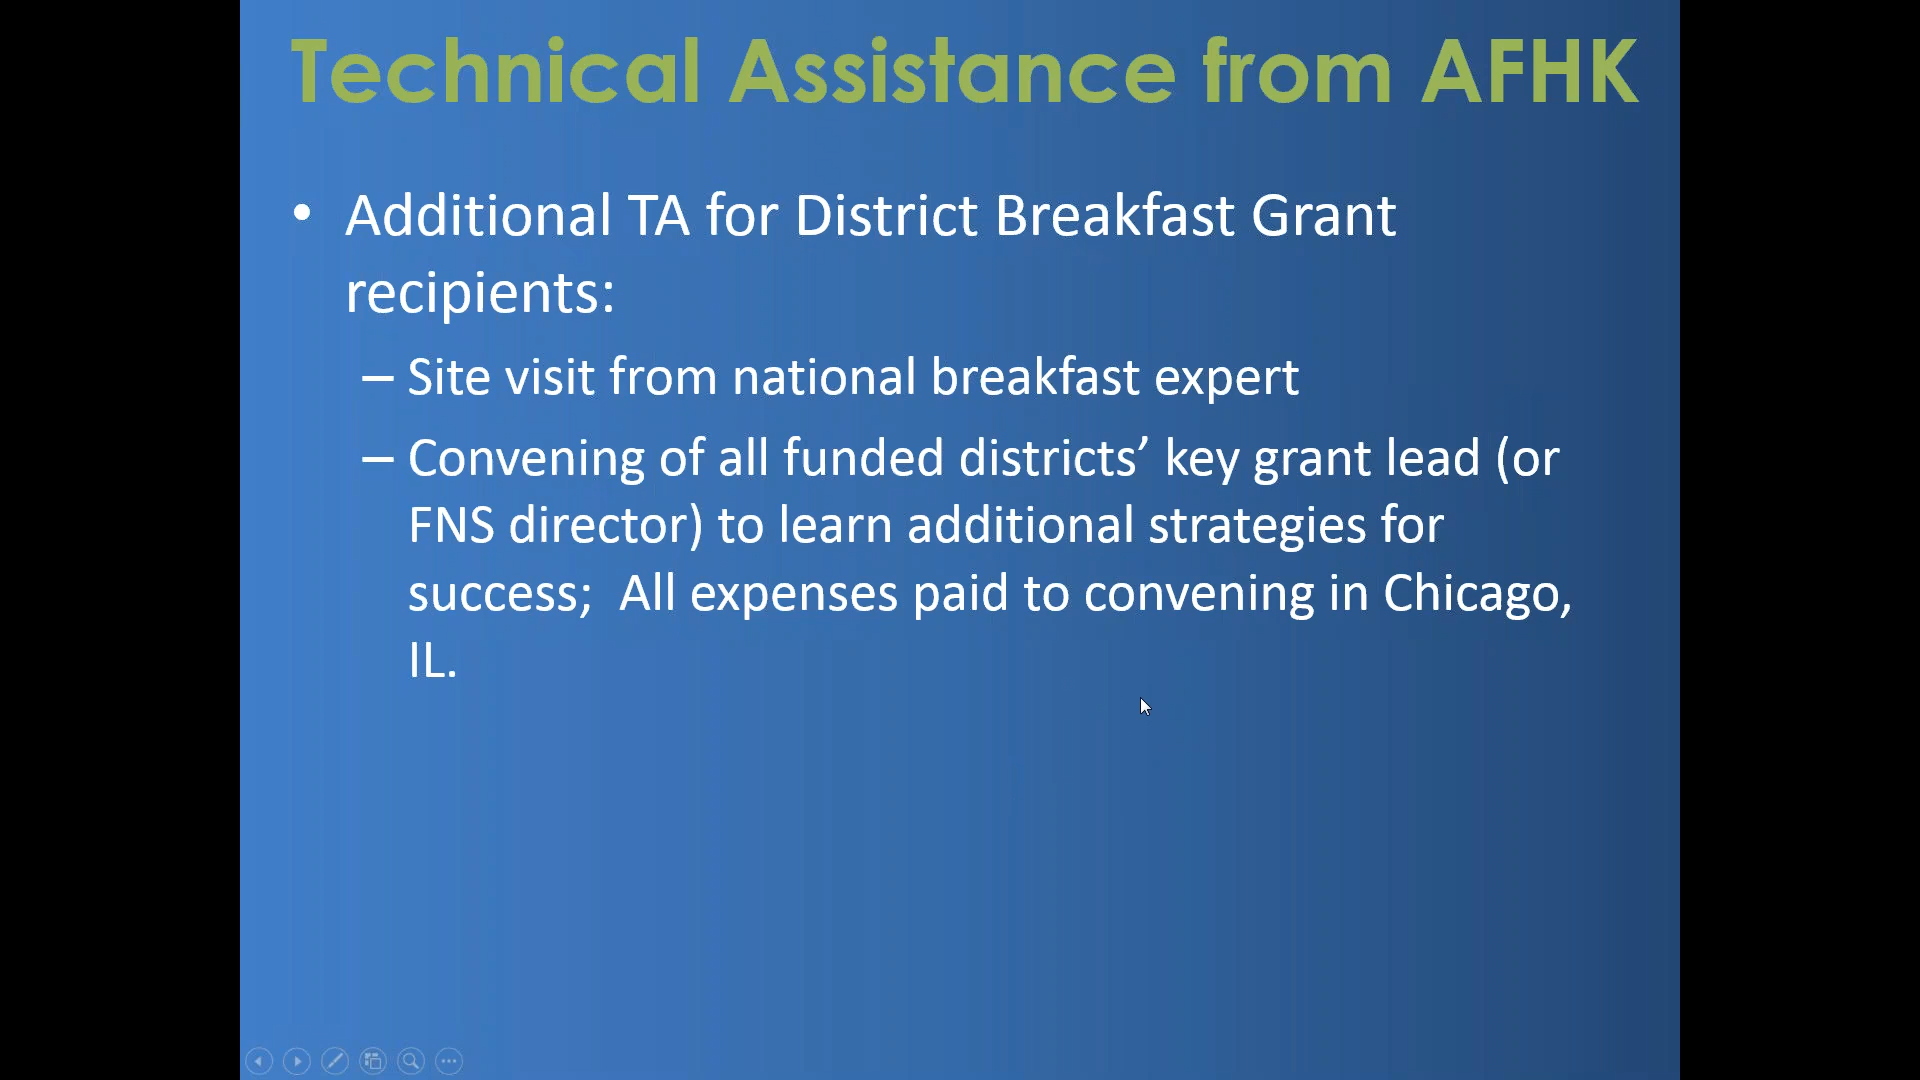 Technical Assistance from AFHK
• Additional TA for District Breakfast Grant
recipients:
– Site visit from national breakfast expert
– Convening of all funded districts’ key grant lead (or
FNS director) to learn additional strategies for
success;  All expenses paid to convening in Chicago,
IL.